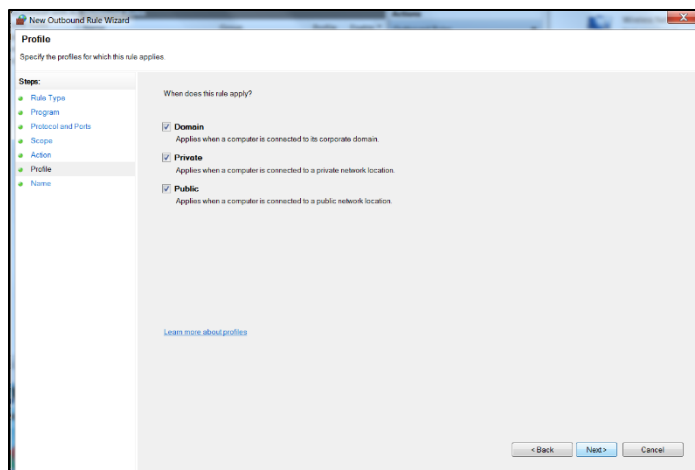 New Outbound Rule Wizard
Profile
Specify the profiles for which this rule applies.
Steps:
Rule Type
Program
Protocol and Ports
Scope
Action
Profile
Name
When does this rule apply?
Domain
Applies when a computer is connected to its corporate domain.
Private
Applies when a computer is connected to a private network location.
Public
Applies when a computer is connected to a public network location.
Learn more about profiles
< Back
Next >
Cancel